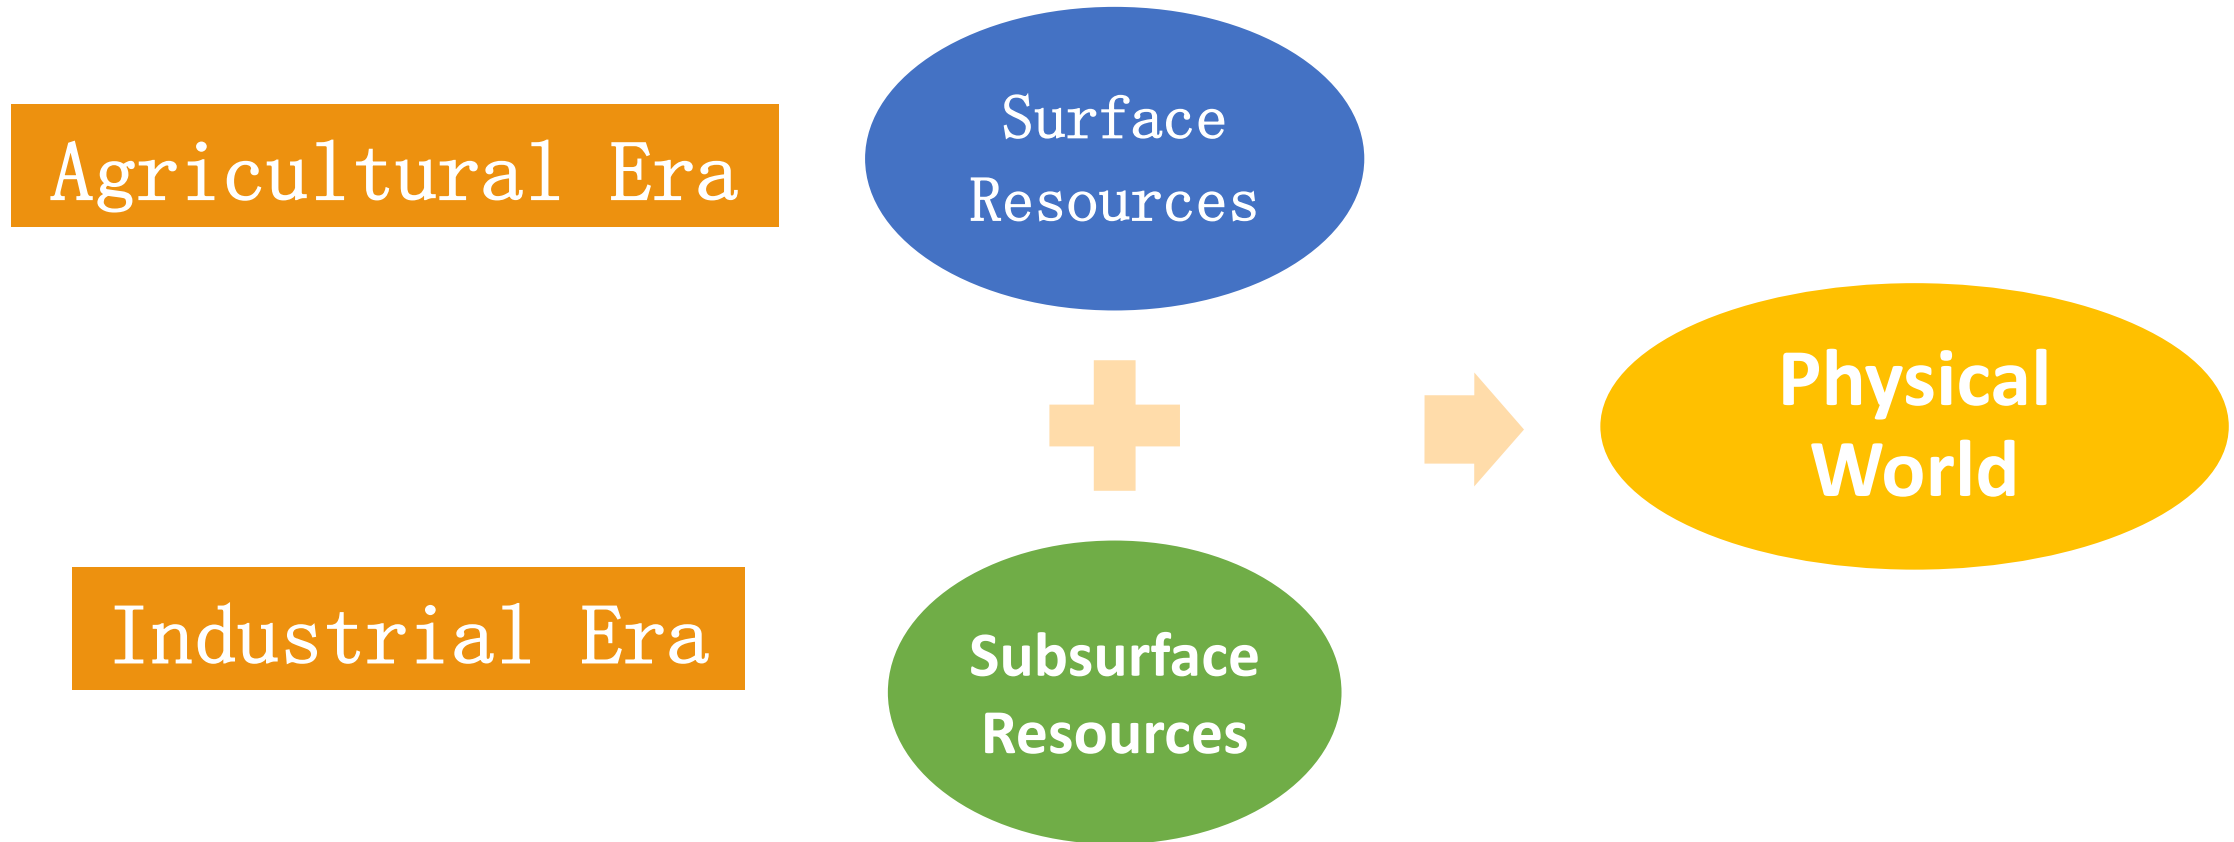 Agricultural Era
Surface
Resources
Physical
World
Industrial Era
Subsurface
Resources